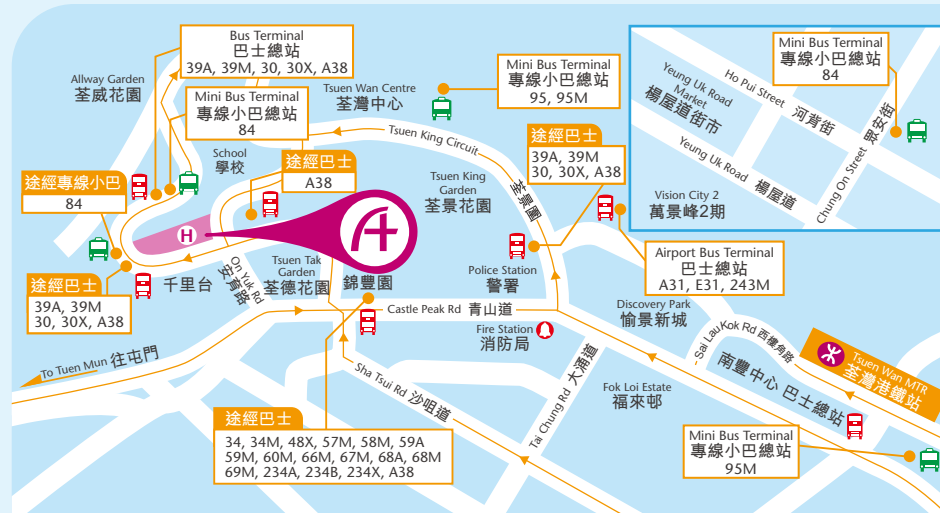 Bus Terminal
巴士總站
39A, 39M, 30, 30X, A38
Allway Garden
荃威花園
Mini Bus Terminal
專線小巴總站
84
Tsuen Wan Centre
荃灣中心
Mini Bus Terminal
專線小巴總站
95, 95M
Mini Bus Terminal
專線小巴總站
84
Yeung Uk Road
Market
楊屋道街市
Ho Pui Street 河背街
Yeung Uk Road 楊屋道
Chung On Street 眾安街
Vision City 2
萬景峰2期
School
學校
途經巴士
A38
Tsuen King Circuit
荃景圍
途經巴士
39A, 39M
30, 30X, A38
Tsuen King
Garden
荃景花園
途經專線小巴
84
H
途經巴士
39A, 39M
30, 30X, A38
千里台
On Yuk Rd
安育路
Tsuen Tak
Garden
荃德花園
錦豐園
Police Station
警署
Airport Bus Terminal
巴士總站
A31, E31, 243M
Castle Peak Rd 青山道
Fire Station
消防局
Discovery Park
愉景新城
Sai Lau Kok Rd 西樓角路
Tsuen Wan MTR
荃灣港鐵站
To Tuen Mun 往屯門
Sha Tsui Rd 沙咀道
Tai Chung Rd 大涌道
Fok Loi Estate
福來邨
南豐中心 巴士總站
途經巴士
34, 34M, 48X, 57M, 58M, 59A
59M, 60M, 66M, 67M, 68A, 68M
69M, 234A, 234B, 234X, A38
Mini Bus Terminal
專線小巴總站
95M